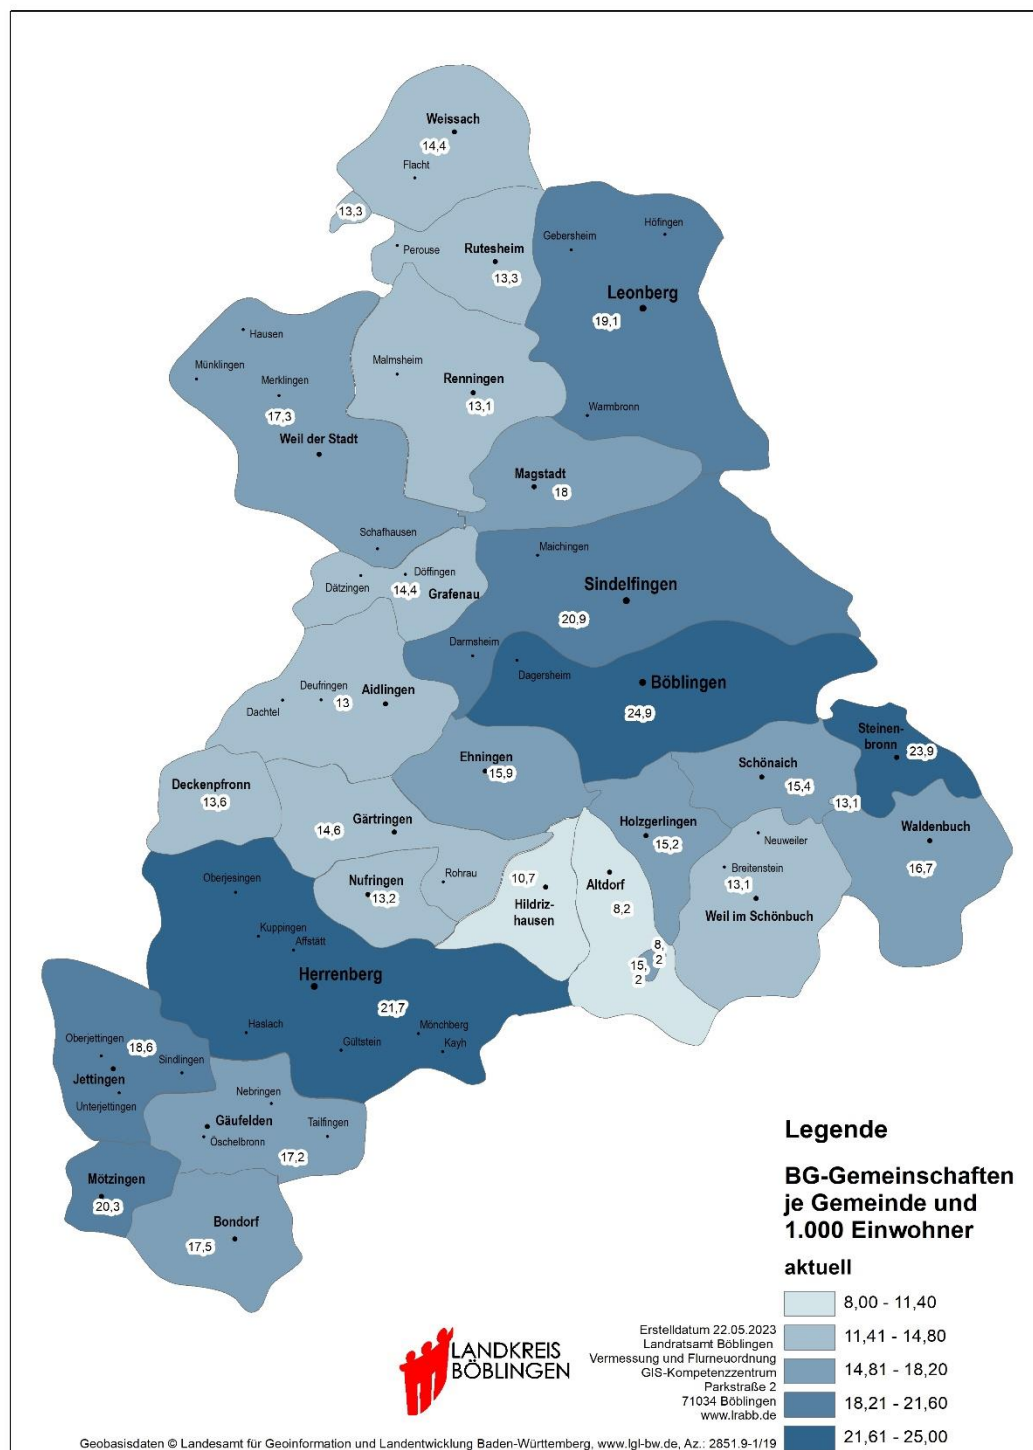 Weissach
14,4
Flacht
13,3
Perouse
Rutesheim
13,3
Gebersheim
Höfingen
Leonberg
19,1
Warmbronn
Hausen
Münklingen
Merklingen
17,3
Weil der Stadt
Schafhausen
Malmsheim
Renningen
13,1
Magstadt
18
Maichingen
Sindelfingen
20,9
Darmsheim
Döffingen
Dätzingen
14,4
Grafenau
Deufringen
Dachtel
13
Aidlingen
Dagersheim
Böblingen
24,9
Steinen-
bronn
23,9
Ehningen
15,9
Schönaich
15,4
13,1
Deckenpfronn
13,6
Gärtringen
14,6
Rohrau
Nufringen
13,2
Holzgerlingen
15,2
Neuweiler
Breitenstein
13,1
Weil im Schönbuch
Waldenbuch
16,7
10,7
Hildriz-
hausen
Altdorf
8,2
8,
2
15,
2
Oberjesingen
Kuppingen
Affstätt
Herrenberg
21,7
Haslach
Gültstein
Mönchberg
Kayh
Oberjettingen
18,6
Sindlingen
Jettingen
Unterjettingen
Nebringen
Gäufelden
Öschelbronn
Tailfingen
17,2
Mötzingen
20,3
Bondorf
17,5
Legende
BG-Gemeinschaften
je Gemeinde und
1.000 Einwohner
aktuell
8,00 - 11,40
11,41 - 14,80
14,81 - 18,20
18,21 - 21,60
21,61 - 25,00
LANDKREIS
BÖBLINGEN
Erstelldatum 22.05.2023
Landratsamt Böblingen
Vermessung und Flurneuordnung
GIS-Kompetenzzentrum
Parkstraße 2
71034 Böblingen
www.lrabb.de
Geobasisdaten © Landesamt für Geoinformation und Landentwicklung Baden-Württemberg, www.lgl-bw.de, Az.: 2851.9-1/19